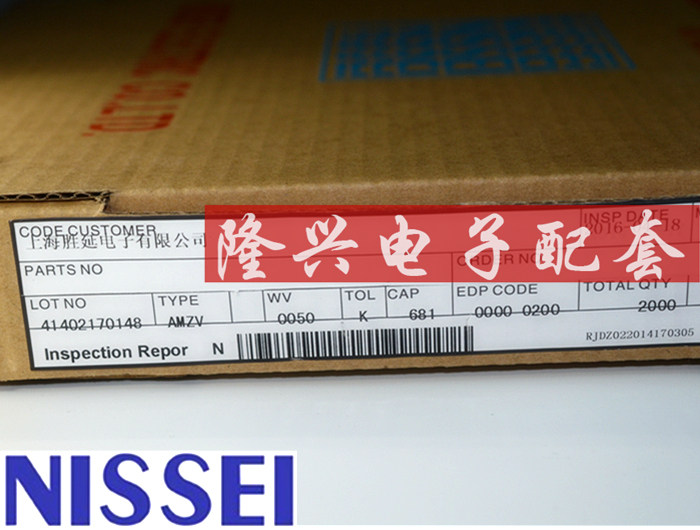 CODE CUSTOMER
上海胜延电子有限公司
隆兴电子配套
INSP. DATE
PARTS NO
ORDER NO
LOT NO TYPE WV TOL CAP EDP CODE TOTAL QTY
41402170148 AMZV 0050 K 681 0000 0200 2000
Inspection Repor N
RJDZ022014170305
NISSEI